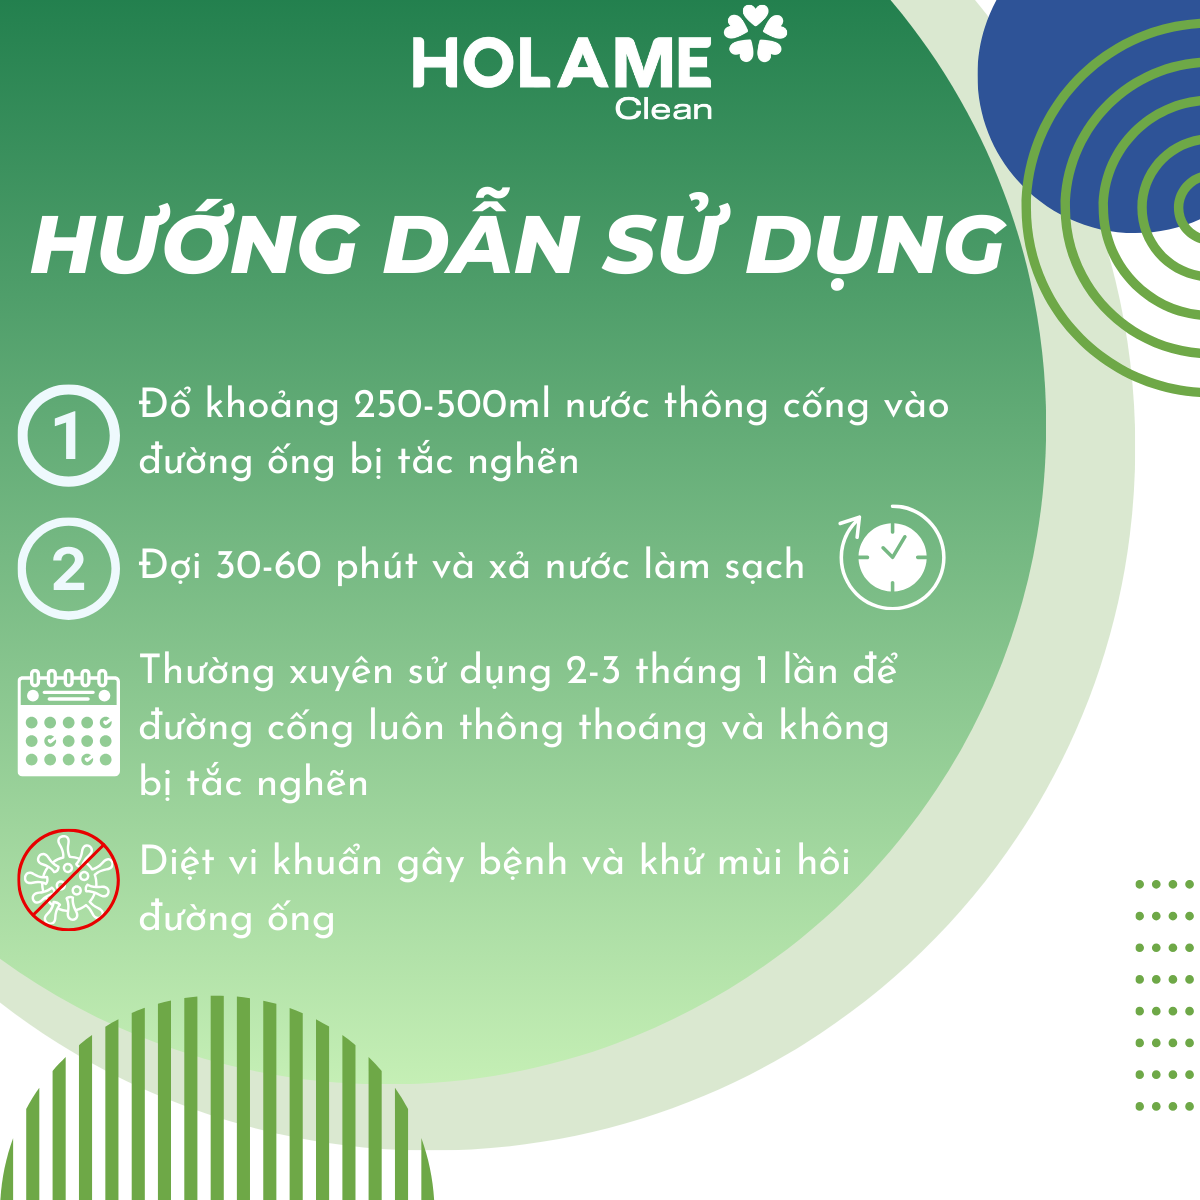 HOLAME
Clean
HƯỚNG DẪN SỬ DỤNG
1
Đổ khoảng 250-500ml nước thông cống vào
đường ống bị tắc nghẽn
2
Đợi 30-60 phút và xả nước làm sạch
Thường xuyên sử dụng 2-3 tháng 1 lần để
đường cống luôn thông thoáng và không
bị tắc nghẽn
Diệt vi khuẩn gây bệnh và khử mùi hôi
đường ống